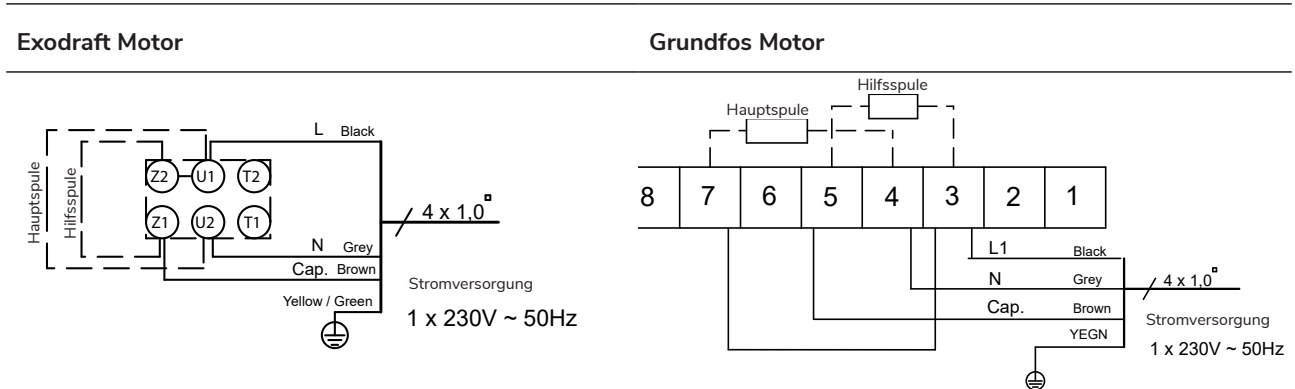 Exodraft Motor
Grundfos Motor
Hauptspule
Hilfsspule
L Black
Z2 U1 T2
Z1 U2 T1
N Grey
Cap. Brown
Yellow / Green
4 x 1,0▫
Stromversorgung
1 x 230V ~ 50Hz
Hilfsspule
Hauptspule
8 7 6 5 4 3 2 1
L1 Black
N Grey
Cap. Brown
YEGN
4 x 1,0▫
Stromversorgung
1 x 230V ~ 50Hz